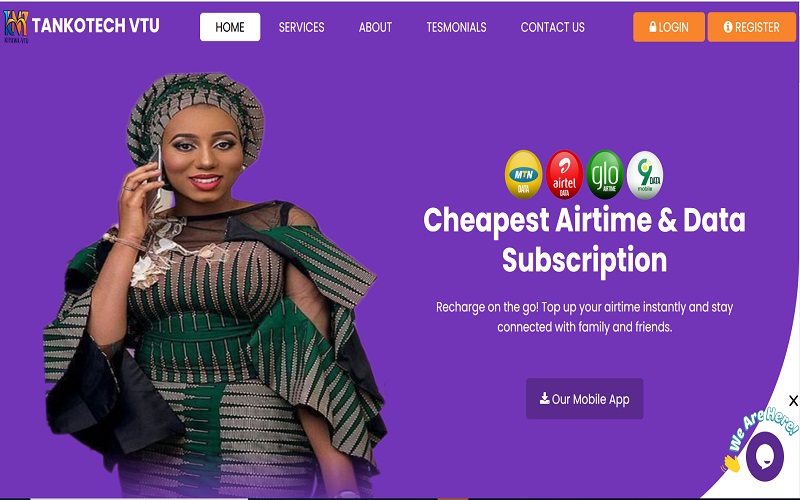 TANKOTECH VTU
HOME
SERVICES
ABOUT
TESMONIALS
CONTACT US
LOGIN
REGISTER
MTN
DATA
airtel
DATA
glo
AIRTIME
9
DATA
mobile
Cheapest Airtime & Data
Subscription
Recharge on the go! Top up your airtime instantly and stay
connected with family and friends.
Our Mobile App
X
We Are Here!